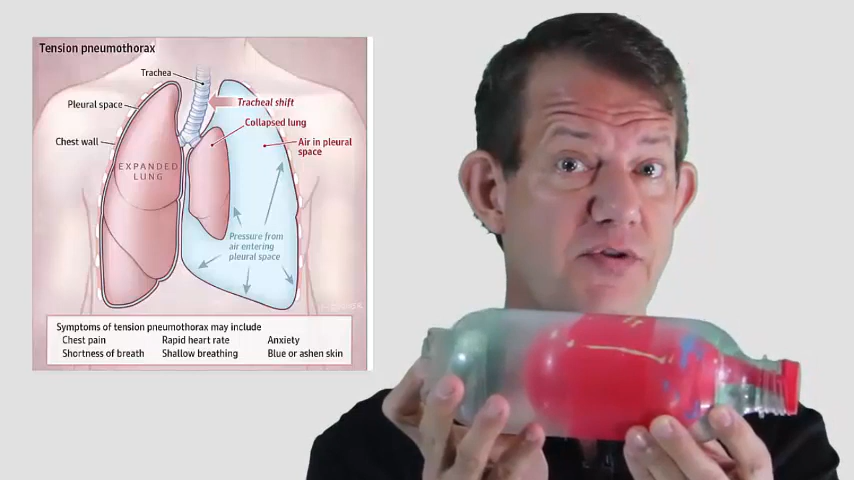 Tension pneumothorax
Trachea
Tracheal shift
Pleural space
Collapsed lung
Chest wall
Air in pleural
space
EXPANDED
LUNG
Pressure from
air entering
pleural space
Symptoms of tension pneumothorax may include
Chest pain Rapid heart rate Anxiety
Shortness of breath Shallow breathing Blue or ashen skin